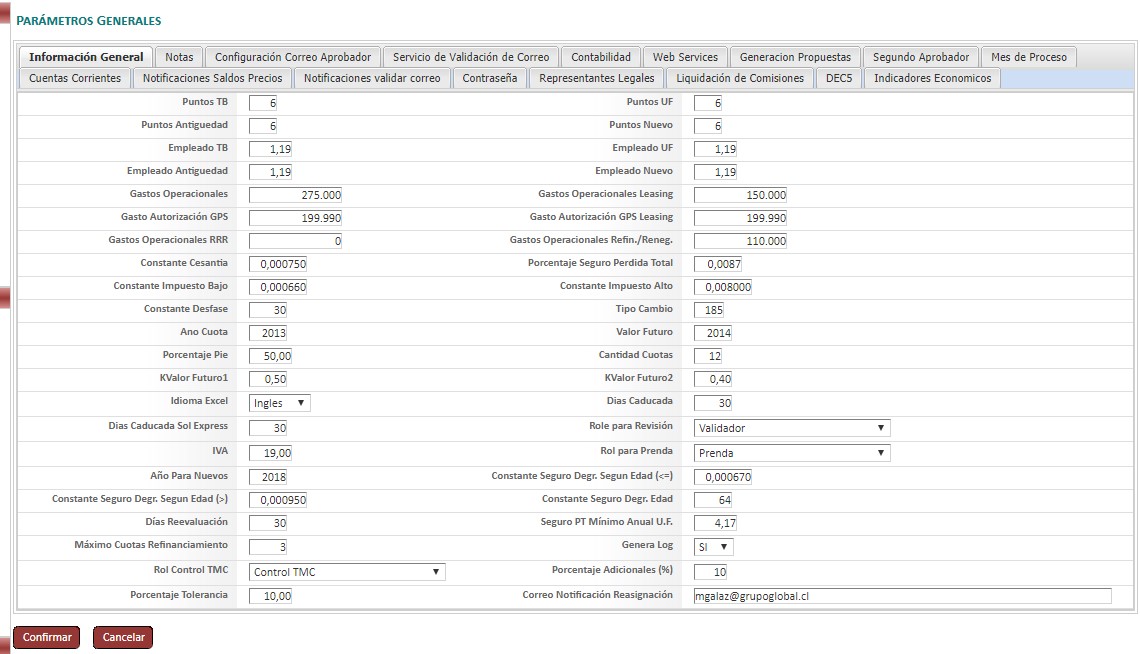 PARÁMETROS GENERALES
Información General Notas Configuración Correo Aprobador Servicio de Validación de Correo Contabilidad Web Services Generacion Propuestas Segundo Aprobador Mes de Proceso
Cuentas Corrientes Notificaciones Saldos Precios Notificaciones validar correo Contraseña Representantes Legales Liquidación de Comisiones DEC5 Indicadores Economicos
Puntos TB 6 Puntos UF 6
Puntos Antiguedad 6 Puntos Nuevo 6
Empleado TB 1,19 Empleado UF 1,19
Empleado Antiguedad 1,19 Empleado Nuevo 1,19
Gastos Operacionales 275.000 Gastos Operacionales Leasing 150.000
Gasto Autorización GPS 199.990 Gasto Autorización GPS Leasing 199.990
Gastos Operacionales RRR 0 Gastos Operacionales Refin./Reneg. 110.000
Constante Cesantia 0,000750 Porcentaje Seguro Perdida Total 0,0087
Constante Impuesto Bajo 0,000660 Constante Impuesto Alto 0,008000
Constante Desfase 30 Tipo Cambio 185
Ano Cuota 2013 Valor Futuro 2014
Porcentaje Pie 50,00 Cantidad Cuotas 12
KValor Futuro1 0,50 KValor Futuro2 0,40
Idioma Excel Ingles Dias Caducada 30
Dias Caducada Sol Express 30 Role para Revisión Validador
IVA 19,00 Rol para Prenda Prenda
Año Para Nuevos 2018 Constante Seguro Degr. Segun Edad (<=) 0,000670
Constante Seguro Degr. Segun Edad (>) 0,000950 Constante Seguro Degr. Edad 64
Días Reevaluación 30 Seguro PT Mínimo Anual U.F. 4,17
Máximo Cuotas Refinanciamiento 3 Genera Log SI
Rol Control TMC Control TMC Porcentaje Adicionales (%) 10
Porcentaje Tolerancia 10,00 Correo Notificación Reasignación mgalaz@grupoglobal.cl
Confirmar Cancelar